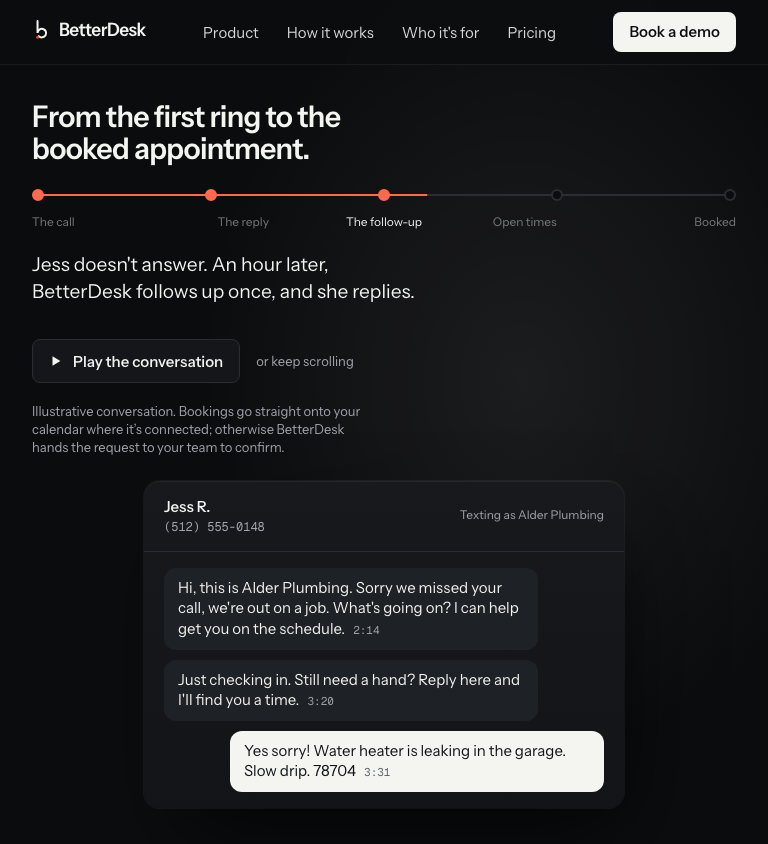 BetterDesk
Product
How it works
Who it's for
Pricing
Book a demo
From the first ring to the
booked appointment.
The call
The reply
The follow-up
Open times
Booked
Jess doesn't answer. An hour later,
BetterDesk follows up once, and she replies.
Play the conversation
or keep scrolling
Illustrative conversation. Bookings go straight onto your
calendar where it's connected; otherwise BetterDesk
hands the request to your team to confirm.
Jess R.
(512) 555-0148
Texting as Alder Plumbing
Hi, this is Alder Plumbing. Sorry we missed your
call, we're out on a job. What's going on? I can help
get you on the schedule. 2:14
Just checking in. Still need a hand? Reply here and
I'll find you a time. 3:20
Yes sorry! Water heater is leaking in the garage.
Slow drip. 78704 3:31